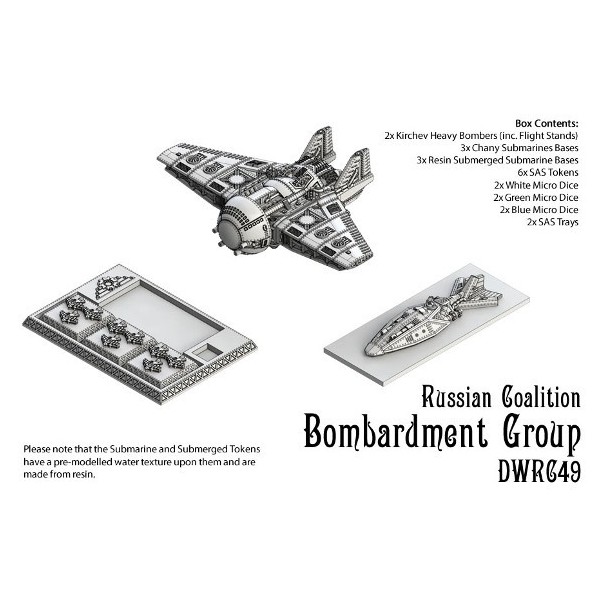 Box Contents:
2x Kirchev Heavy Bombers (inc. Flight Stands)
3x Chany Submarines Bases
3x Resin Submerged Submarine Bases
6x SAS Tokens
2x White Micro Dice
2x Green Micro Dice
2x Blue Micro Dice
2x SAS Trays
Russian Coalition
Bombardment Group
DWRC49
Please note that the Submarine and Submerged Tokens
have a pre-modelled water texture upon them and are
made from resin.